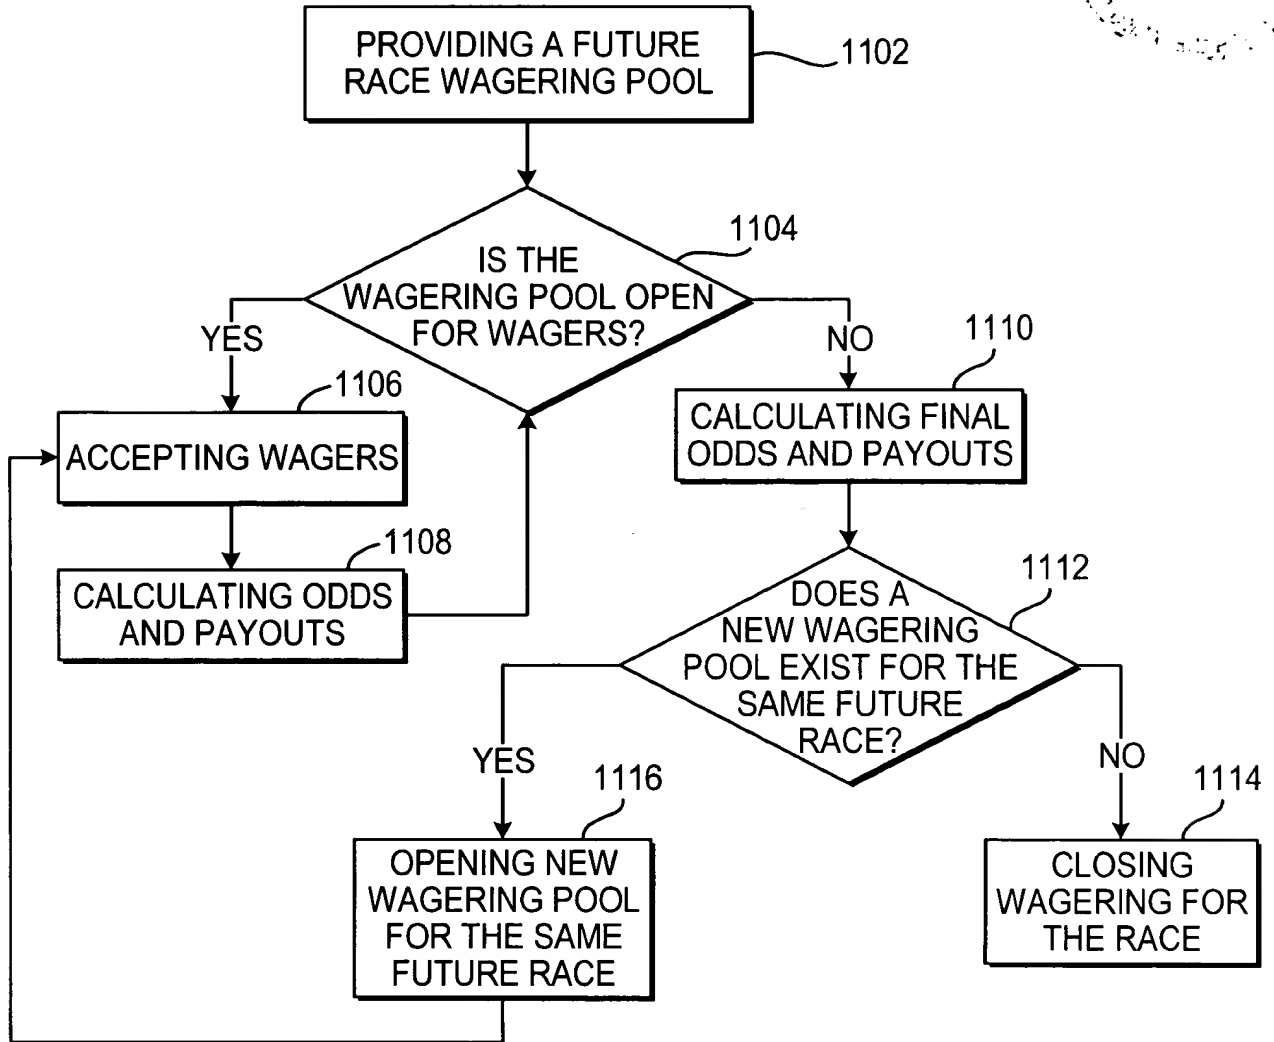 PROVIDING A FUTURE
RACE WAGERING POOL
1102
1104
IS THE
WAGERING POOL OPEN
FOR WAGERS?
YES
NO
1106
ACCEPTING WAGERS
1108
CALCULATING ODDS
AND PAYOUTS
1110
CALCULATING FINAL
ODDS AND PAYOUTS
1112
DOES A
NEW WAGERING
POOL EXIST FOR THE
SAME FUTURE
RACE?
YES
NO
1116
OPENING NEW
WAGERING POOL
FOR THE SAME
FUTURE RACE
1114
CLOSING
WAGERING FOR
THE RACE